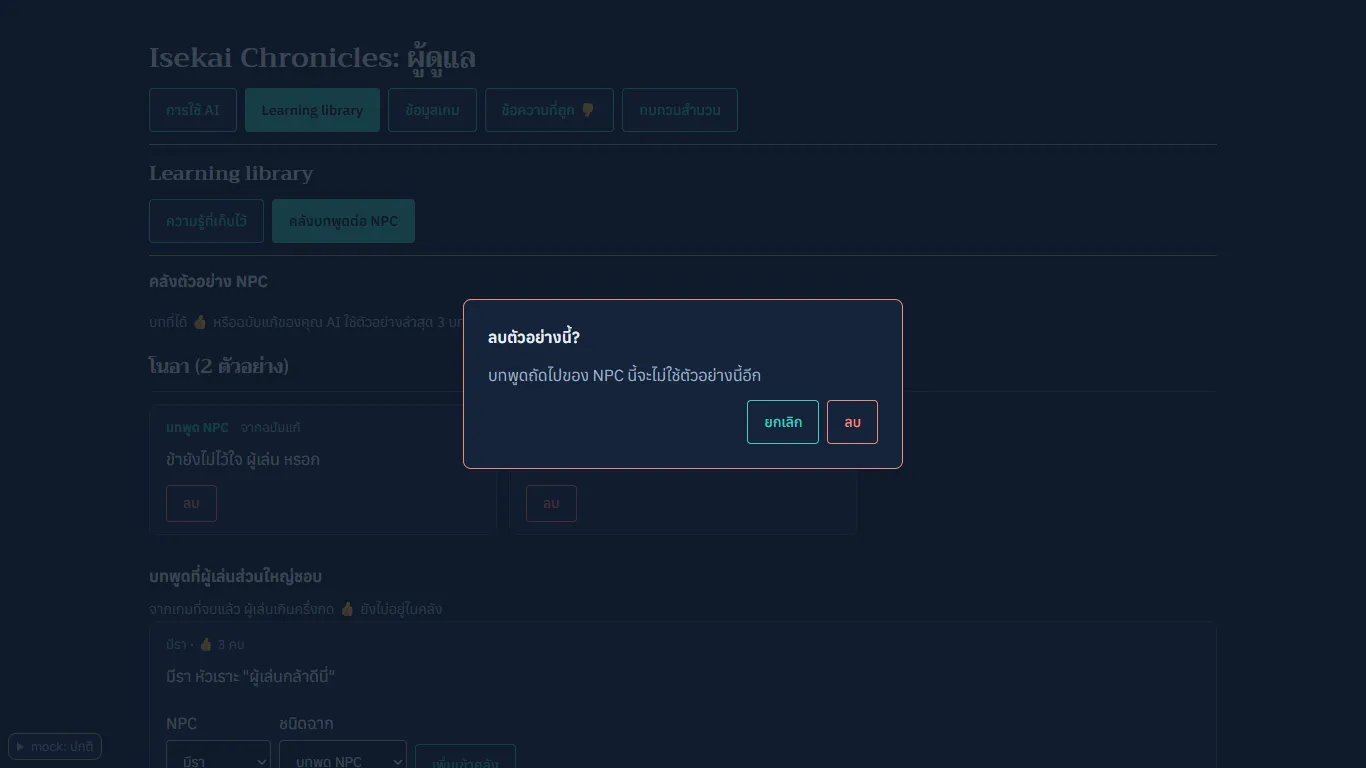 Isekai Chronicles: ผู้ดูแล
การใช้ AI
Learning library
ข้อมูลเกม
ข้อความที่ถูก 👎
ทบทวนสำนวน
Learning library
ความรู้ที่เก็บไว้
คลังบทพูดต่อ NPC
คลังตัวอย่าง NPC
บทที่ได้ 👍 หรือฉบับแก้ของคุณ AI ใช้ตัวอย่างล่าสุด 3 บท
โนอา (2 ตัวอย่าง)
ลบตัวอย่างนี้?
บทพูดถัดไปของ NPC นี้จะไม่ใช้ตัวอย่างนี้อีก
ยกเลิก
ลบ
บทพูด NPC จากฉบับแก้
ข้ายังไม่ไว้ใจ ผู้เล่น หรอก
ลบ
ลบ
บทพูดที่ผู้เล่นส่วนใหญ่ชอบ
จากเกมที่จบแล้ว ผู้เล่นเกินครึ่งกด 👍 ยังไม่อยู่ในคลัง
มีรา · 👍 3 คน
มีรา หัวเราะ "ผู้เล่นกล้าดีนี่"
NPC
ชนิดฉาก
มีรา
บทพูด NPC
เพิ่มเข้าคลัง
mock: ปกติ